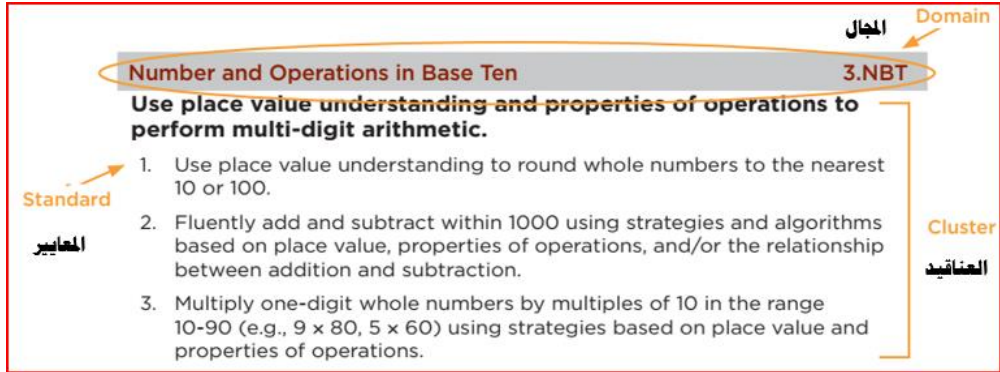 Domain
المجال
Number and Operations in Base Ten 3.NBT
Use place value understanding and properties of operations to
perform multi-digit arithmetic.
1. Use place value understanding to round whole numbers to the nearest
10 or 100.
Standard
المعايير
2. Fluently add and subtract within 1000 using strategies and algorithms
based on place value, properties of operations, and/or the relationship
between addition and subtraction.
Cluster
العناقيد
3. Multiply one-digit whole numbers by multiples of 10 in the range
10-90 (e.g., 9 × 80, 5 × 60) using strategies based on place value and
properties of operations.